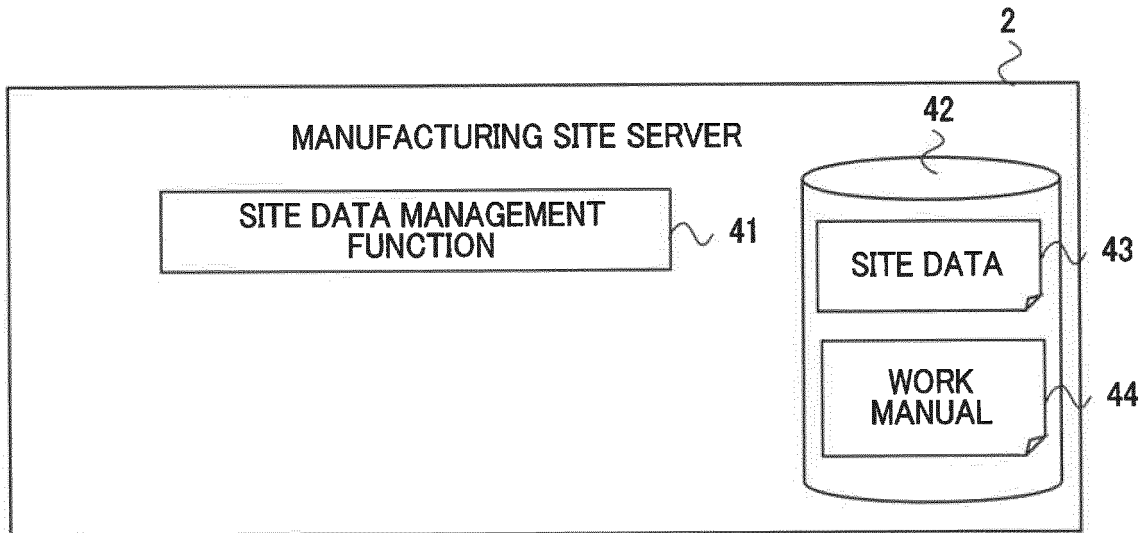 2
42
MANUFACTURING SITE SERVER
SITE DATA MANAGEMENT
FUNCTION
41
SITE DATA
43
WORK
MANUAL
44